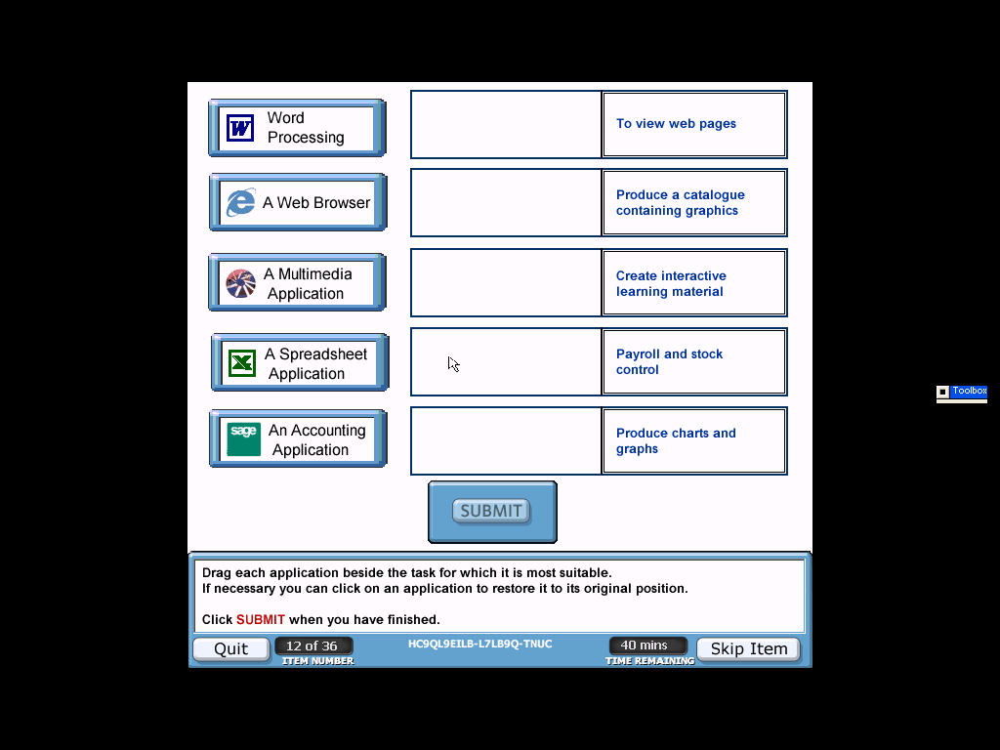 Word
Processing
To view web pages
A Web Browser
Produce a catalogue
containing graphics
A Multimedia
Application
Create interactive
learning material
A Spreadsheet
Application
Payroll and stock
control
sage
An Accounting
Application
Produce charts and
graphs
SUBMIT
Toolbox
Drag each application beside the task for which it is most suitable.
If necessary you can click on an application to restore it to its original position.
Click SUBMIT when you have finished.
Quit
12 of 36
ITEM NUMBER
HC9QL9EILB-L7LB9Q-TNUC
40 mins
TIME REMAINING
Skip Item